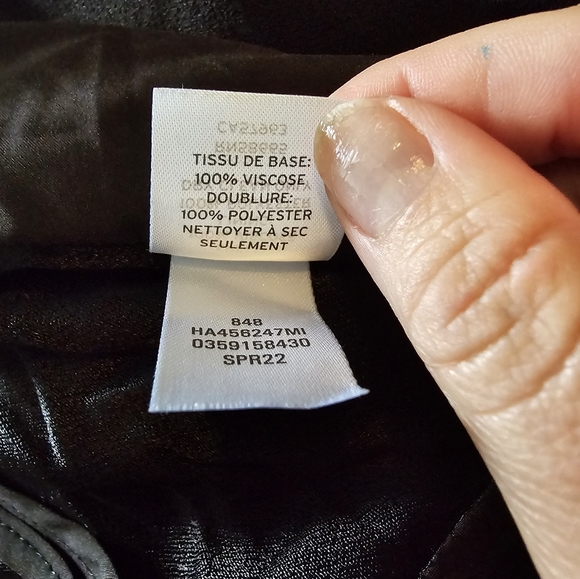 TISSU DE BASE:
100% VISCOSE
DOUBLURE:
100% POLYESTER
NETTOYER À SEC
SEULEMENT
848
HA456247MI
0359158430
SPR22